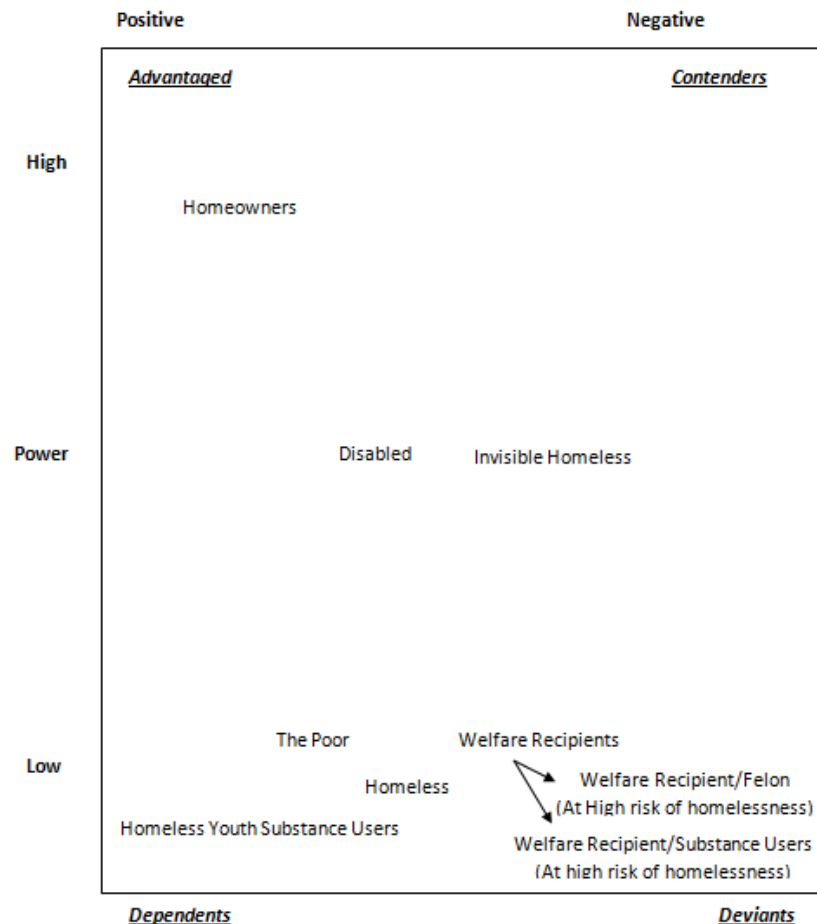 Positive
Negative
Advantaged
Contenders
High
Homeowners
Power
Disabled
Invisible Homeless
The Poor
Welfare Recipients
Low
Homeless
Welfare Recipient/Felon
(At High risk of homelessness)
Homeless Youth Substance Users
Welfare Recipient/Substance Users
(At high risk of homelessness)
Dependents
Deviants